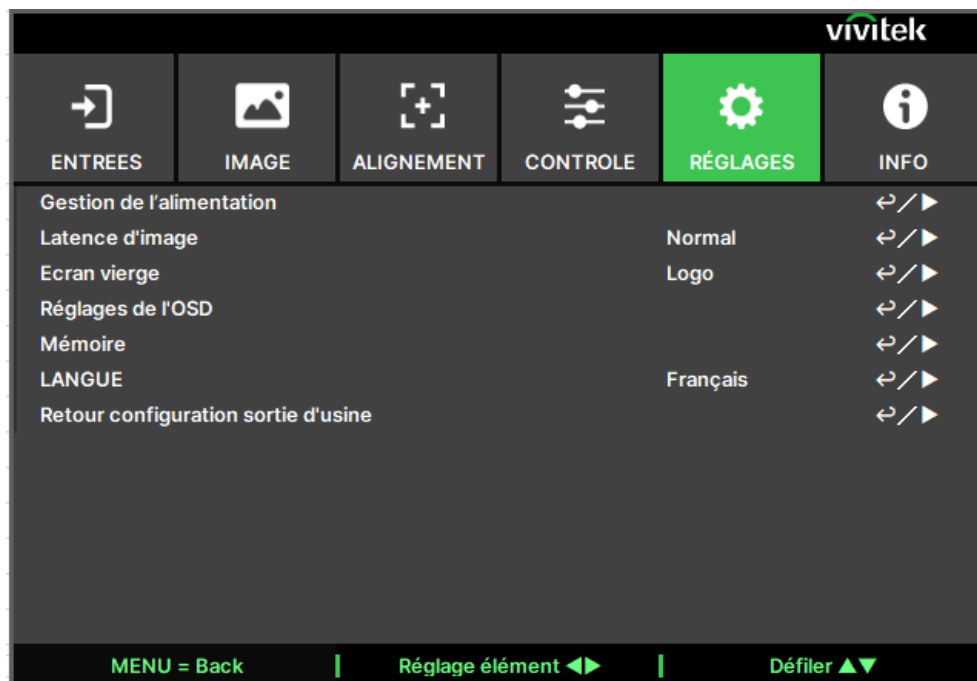 vivitek
ENTREES IMAGE ALIGNEMENT CONTROLE RÉGLAGES INFO
Gestion de l’alimentation
Latence d'image Normal
Ecran vierge Logo
Réglages de l'OSD
Mémoire
LANGUE Français
Retour configuration sortie d'usine
MENU = Back Réglage élément ◀▶ Défiler ▲▼